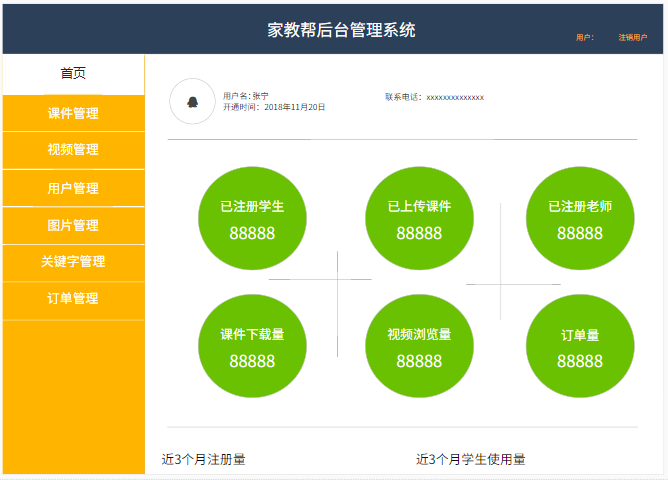 家教帮后台管理系统
用户： 注销用户
首页
课件管理
视频管理
用户管理
图片管理
关键字管理
订单管理
用户名:张宁
开通时间：2018年11月20日
联系电话：xxxxxxxxxxxxxx
已注册学生
88888
已上传课件
88888
已注册老师
88888
课件下载量
88888
视频浏览量
88888
订单量
88888
近3个月注册量
近3个月学生使用量